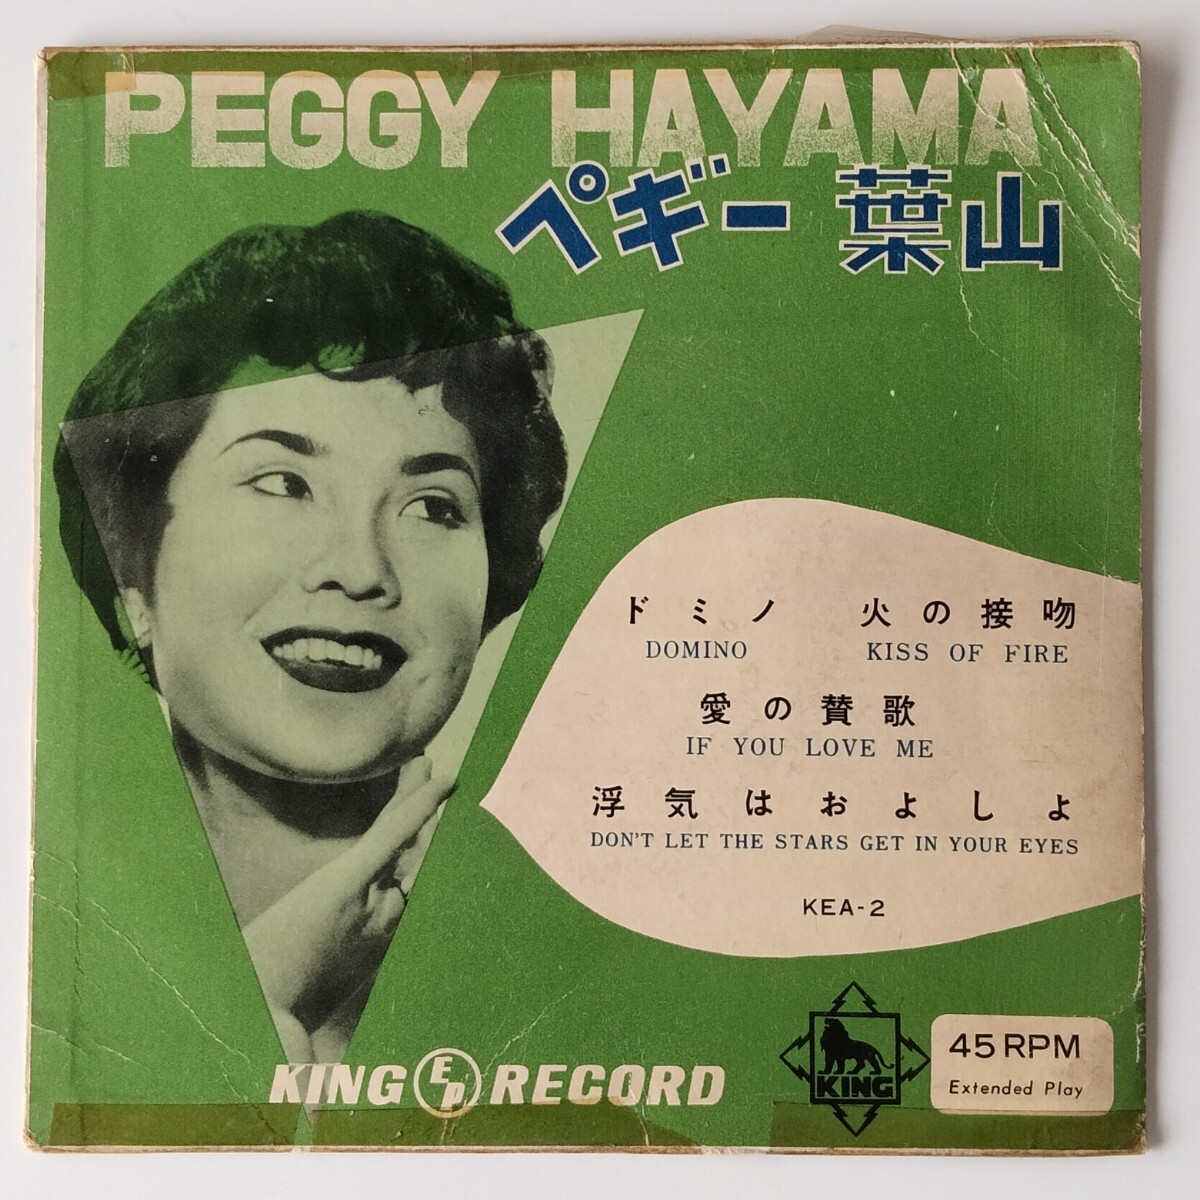 PEGGY HAYAMA
ペギー 葉山
ドミノ 火の接吻
DOMINO KISS OF FIRE
愛の賛歌
IF YOU LOVE ME
浮気はおよしよ
DON'T LET THE STARS GET IN YOUR EYES
KEA-2
KING EP RECORD
KING
45 RPM
Extended Play